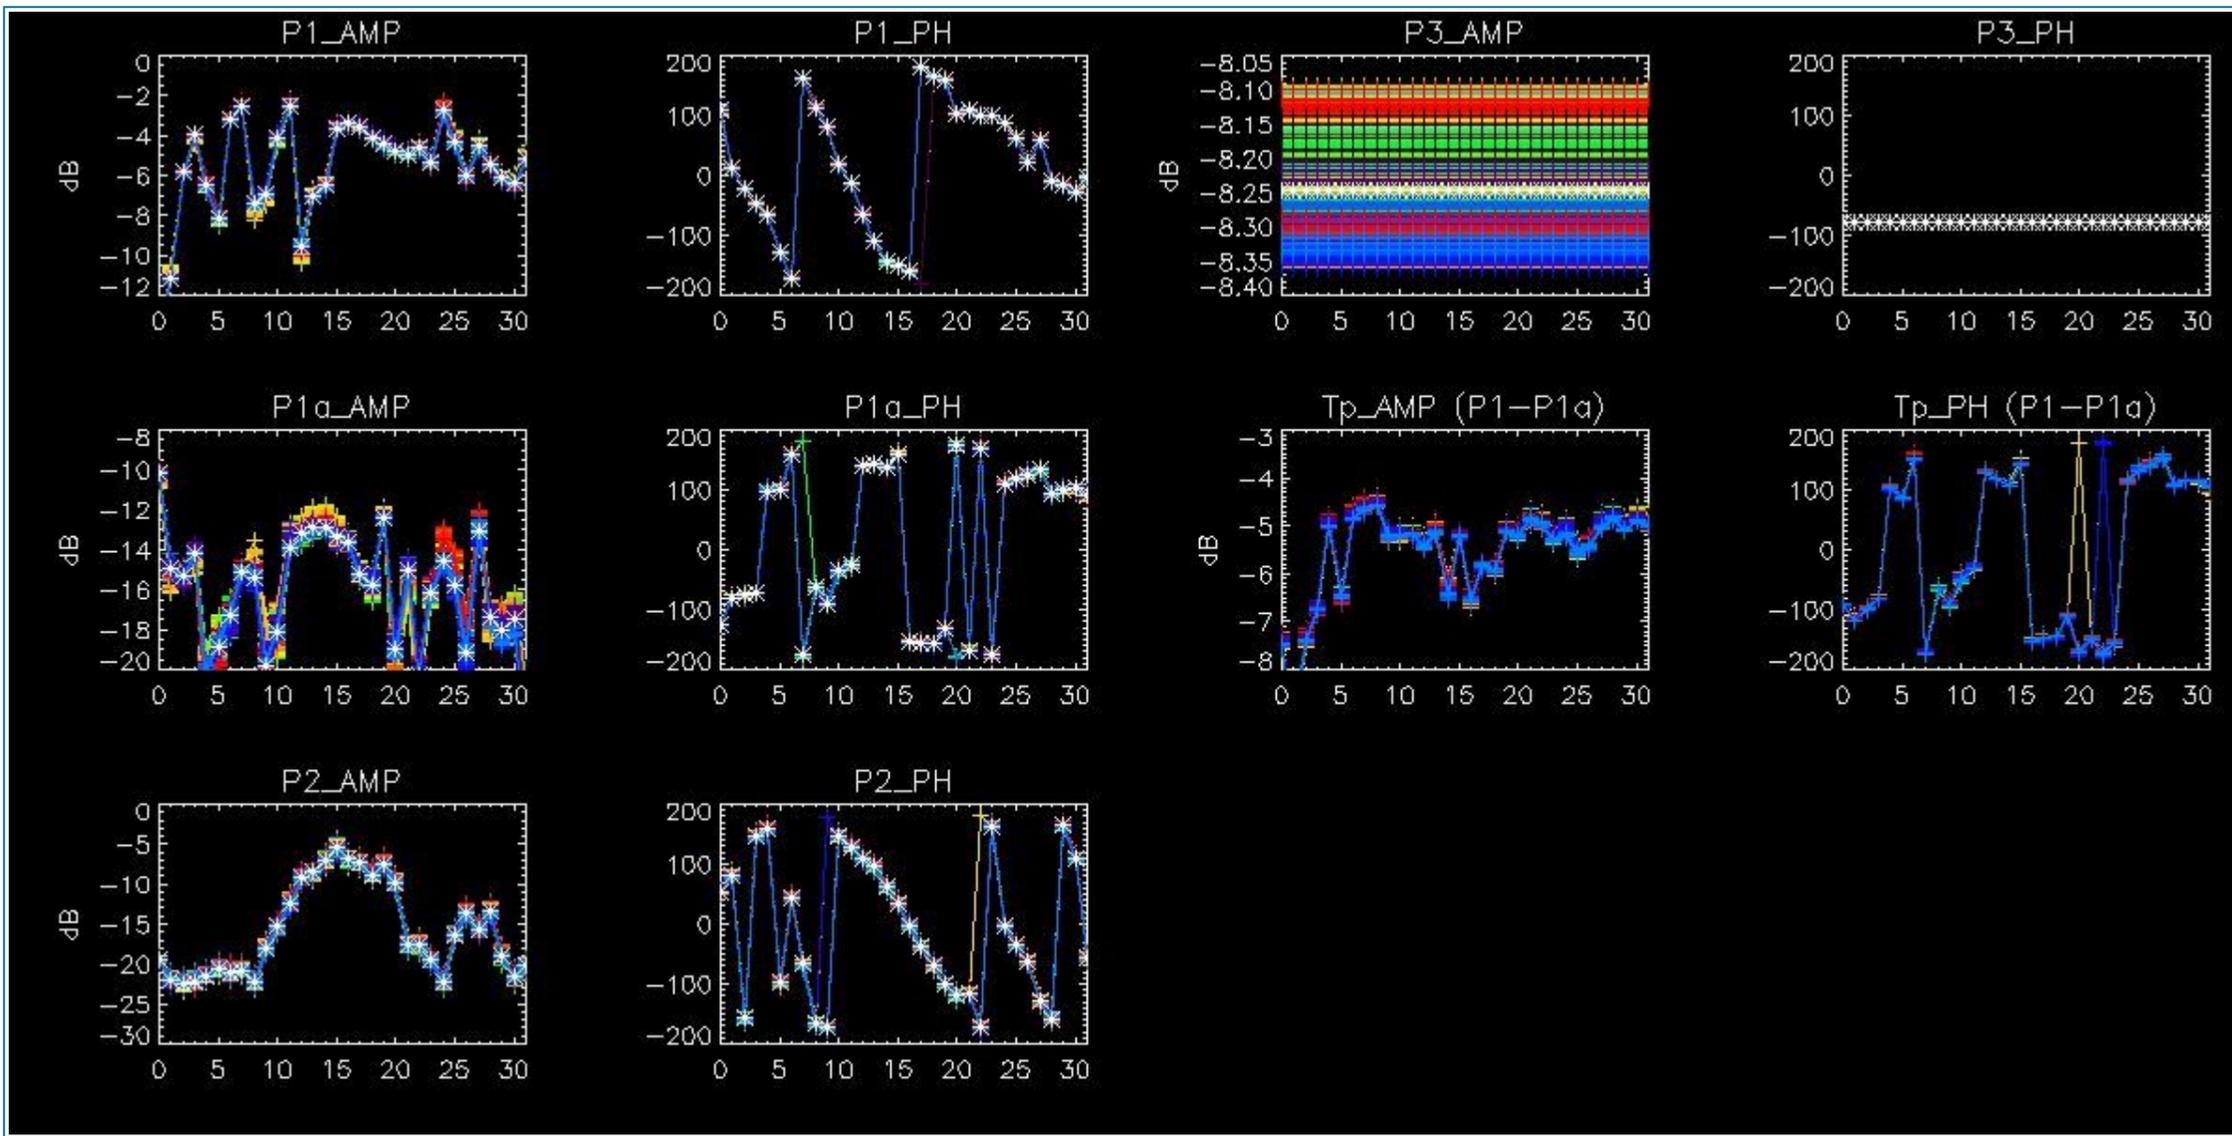 P1_AMP
P1_PH
P3_AMP
P3_PH
0
-2
-4
-6
-8
-10
-12
dB
0 5 10 15 20 25 30
200
100
0
-100
-200
0 5 10 15 20 25 30
-8.05
-8.10
-8.15
-8.20
-8.25
-8.30
-8.35
-8.40
dB
0 5 10 15 20 25 30
200
100
0
-100
-200
0 5 10 15 20 25 30
P1a_AMP
P1a_PH
Tp_AMP (P1-P1a)
Tp_PH (P1-P1a)
-8
-10
-12
-14
-16
-18
-20
dB
0 5 10 15 20 25 30
200
100
0
-100
-200
0 5 10 15 20 25 30
-3
-4
-5
-6
-7
-8
dB
0 5 10 15 20 25 30
200
100
0
-100
-200
0 5 10 15 20 25 30
P2_AMP
P2_PH
0
-5
-10
-15
-20
-25
-30
dB
0 5 10 15 20 25 30
200
100
0
-100
-200
0 5 10 15 20 25 30